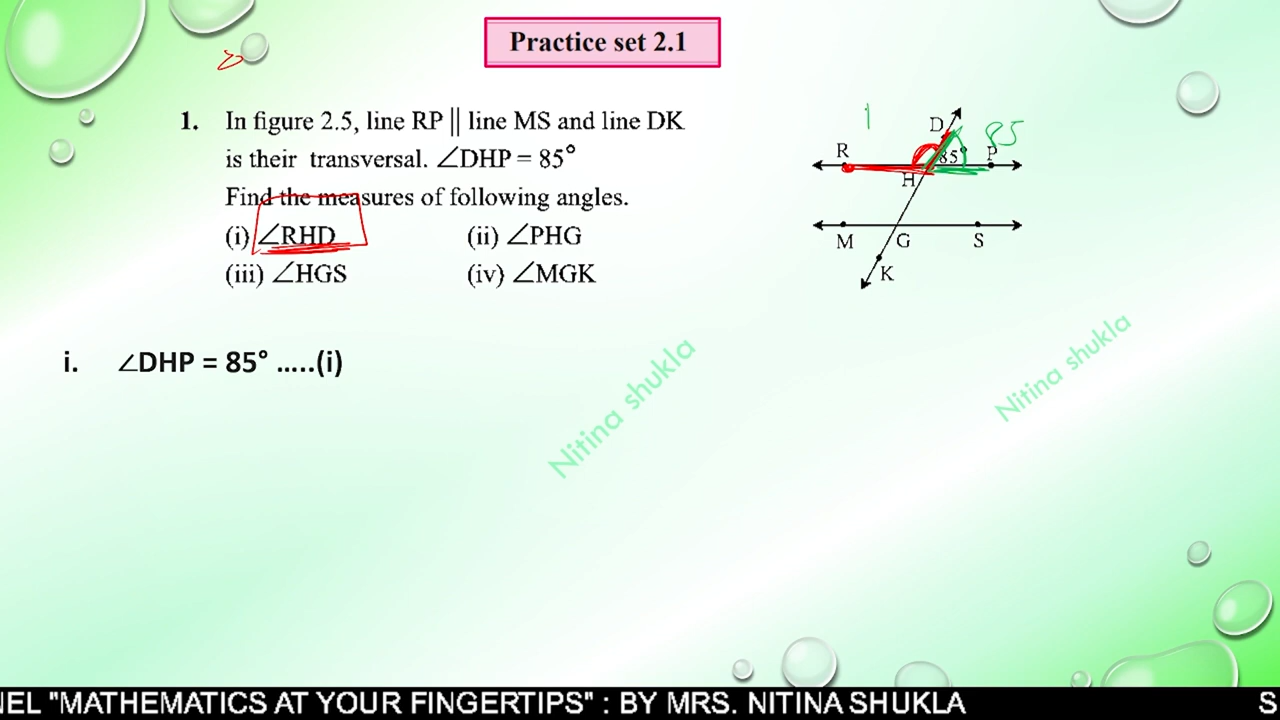 Practice set 2.1
1. In figure 2.5, line RP || line MS and line DK
is their transversal. ∠DHP = 85°
Find the measures of following angles.
(i) ∠RHD (ii) ∠PHG
(iii) ∠HGS (iv) ∠MGK
1
D 85
R 85° P
H
M G S
K
i. ∠DHP = 85° .....(i)
Nitina shukla
Nitina shukla
NEL "MATHEMATICS AT YOUR FINGERTIPS" : BY MRS. NITINA SHUKLA S